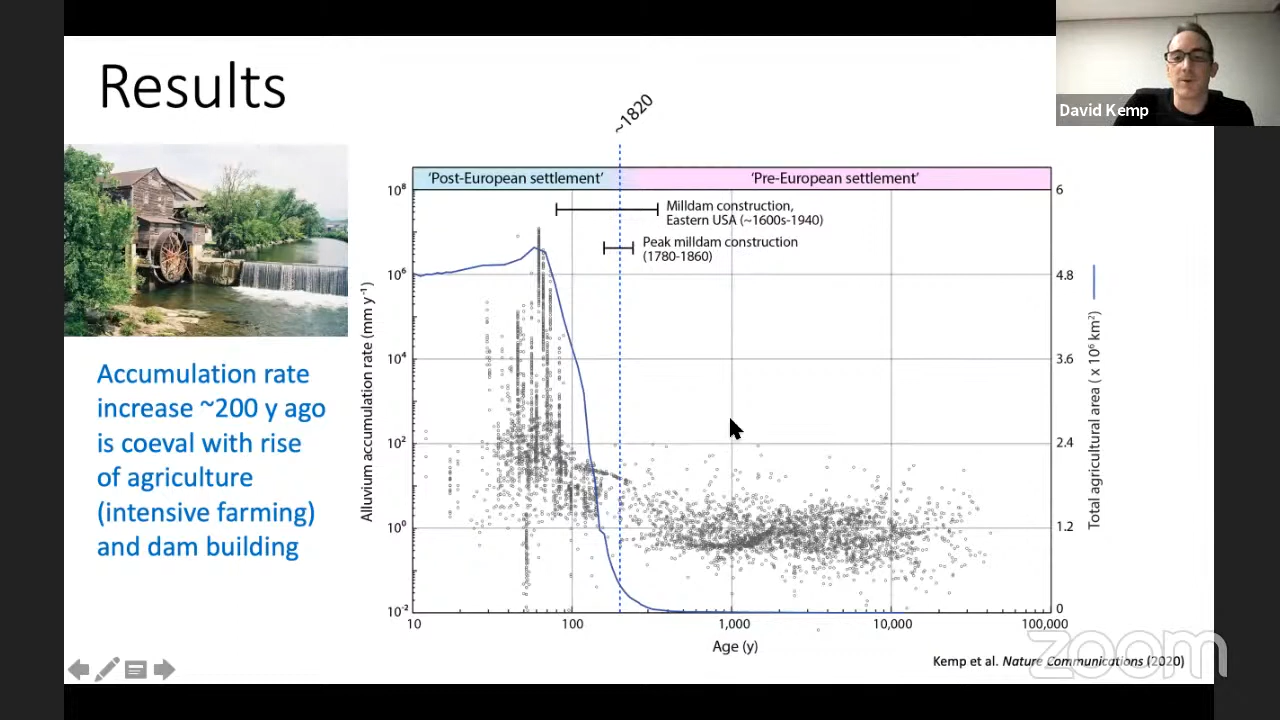 Results
David Kemp
~1820
'Post-European settlement'
'Pre-European settlement'
Milldam construction,
Eastern USA (~1600s-1940)
Peak milldam construction
(1780-1860)
Accumulation rate
increase ~200 y ago
is coeval with rise
of agriculture
(intensive farming)
and dam building
Alluvium accumulation rate (mm y⁻¹)
10⁸
10⁶
10⁴
10²
10⁰
10⁻²
6
4.8
3.6
2.4
1.2
0
Total agricultural area ( x 10⁶ km²)
10
100
1,000
10,000
100,000
Age (y)
Kemp et al. Nature Communications (2020)
zoom